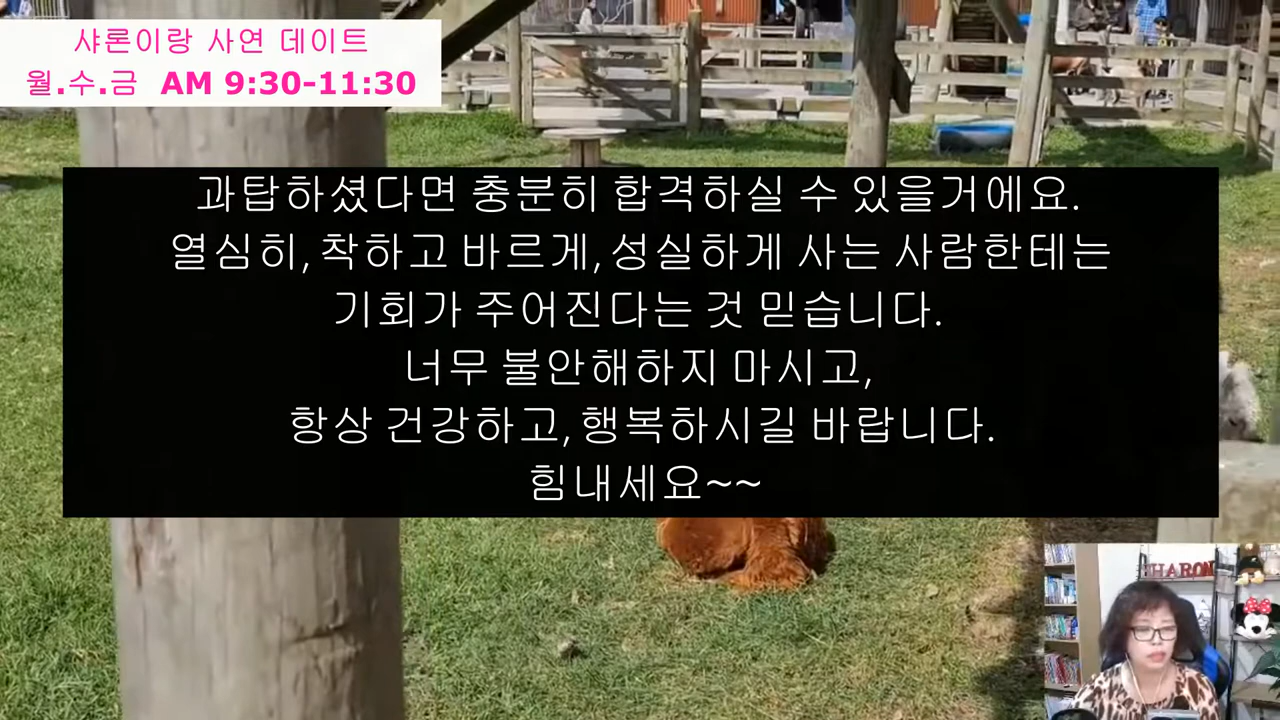 샤론이랑 사연 데이트
월.수.금 AM 9:30-11:30
과탑하셨다면 충분히 합격하실 수 있을거에요.
열심히, 착하고 바르게, 성실하게 사는 사람한테는
기회가 주어진다는 것 믿습니다.
너무 불안해하지 마시고,
항상 건강하고, 행복하시길 바랍니다.
힘내세요~~
SHARON